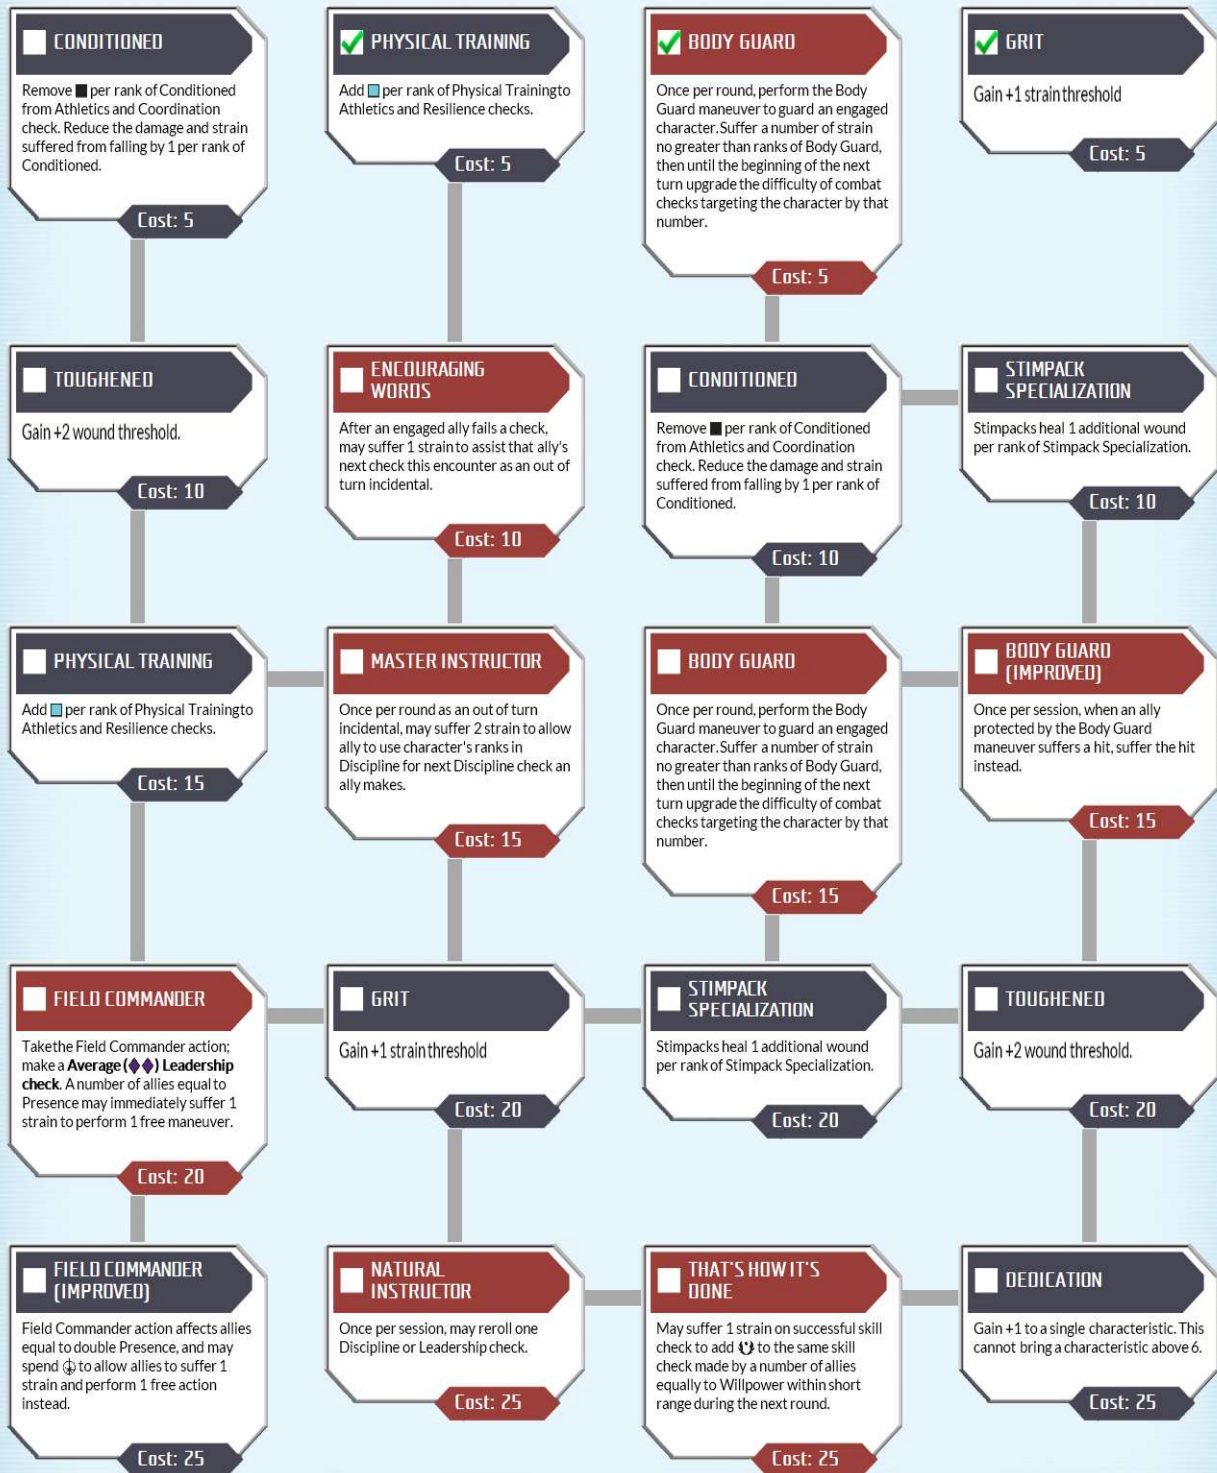 CONDITIONED
Remove per rank of Conditioned
from Athletics and Coordination
check. Reduce the damage and strain
suffered from falling by 1 per rank of
Conditioned.
Cost: 5
PHYSICAL TRAINING
Add per rank of Physical Trainingto
Athletics and Resilience checks.
Cost: 5
BODY GUARD
Once per round, perform the Body
Guard maneuver to guard an engaged
character. Suffer a number of strain
no greater than ranks of Body Guard,
then until the beginning of the next
turn upgrade the difficulty of combat
checks targeting the character by that
number.
Cost: 5
GRIT
Gain +1 strain threshold
Cost: 5
TOUGHENED
Gain +2 wound threshold.
Cost: 10
ENCOURAGING
WORDS
After an engaged ally fails a check,
may suffer 1 strain to assist that ally's
next check this encounter as an out of
turn incidental.
Cost: 10
CONDITIONED
Remove per rank of Conditioned
from Athletics and Coordination
check. Reduce the damage and strain
suffered from falling by 1 per rank of
Conditioned.
Cost: 10
STIMPACK
SPECIALIZATION
Stimpacks heal 1 additional wound
per rank of Stimpack Specialization.
Cost: 10
PHYSICAL TRAINING
Add per rank of Physical Trainingto
Athletics and Resilience checks.
Cost: 15
MASTER INSTRUCTOR
Once per round as an out of turn
incidental, may suffer 2 strain to allow
ally to use character's ranks in
Discipline for next Discipline check an
ally makes.
Cost: 15
BODY GUARD
Once per round, perform the Body
Guard maneuver to guard an engaged
character. Suffer a number of strain
no greater than ranks of Body Guard,
then until the beginning of the next
turn upgrade the difficulty of combat
checks targeting the character by that
number.
Cost: 15
BODY GUARD
(IMPROVED)
Once per session, when an ally
protected by the Body Guard
maneuver suffers a hit, suffer the hit
instead.
Cost: 15
FIELD COMMANDER
Takethe Field Commander action;
make a Average (♦♦) Leadership
check. A number of allies equal to
Presence may immediately suffer 1
strain to perform 1 free maneuver.
Cost: 20
GRIT
Gain +1 strain threshold
Cost: 20
STIMPACK
SPECIALIZATION
Stimpacks heal 1 additional wound
per rank of Stimpack Specialization.
Cost: 20
TOUGHENED
Gain +2 wound threshold.
Cost: 20
FIELD COMMANDER
(IMPROVED)
Field Commander action affects allies
equal to double Presence, and may
spend to allow allies to suffer 1
strain and perform 1 free action
instead.
Cost: 25
NATURAL
INSTRUCTOR
Once per session, may reroll one
Discipline or Leadership check.
Cost: 25
THAT'S HOW IT'S
DONE
May suffer 1 strain on successful skill
check to add to the same skill
check made by a number of allies
equally to Willpower within short
range during the next round.
Cost: 25
DEDICATION
Gain +1 to a single characteristic. This
cannot bring a characteristic above 6.
Cost: 25